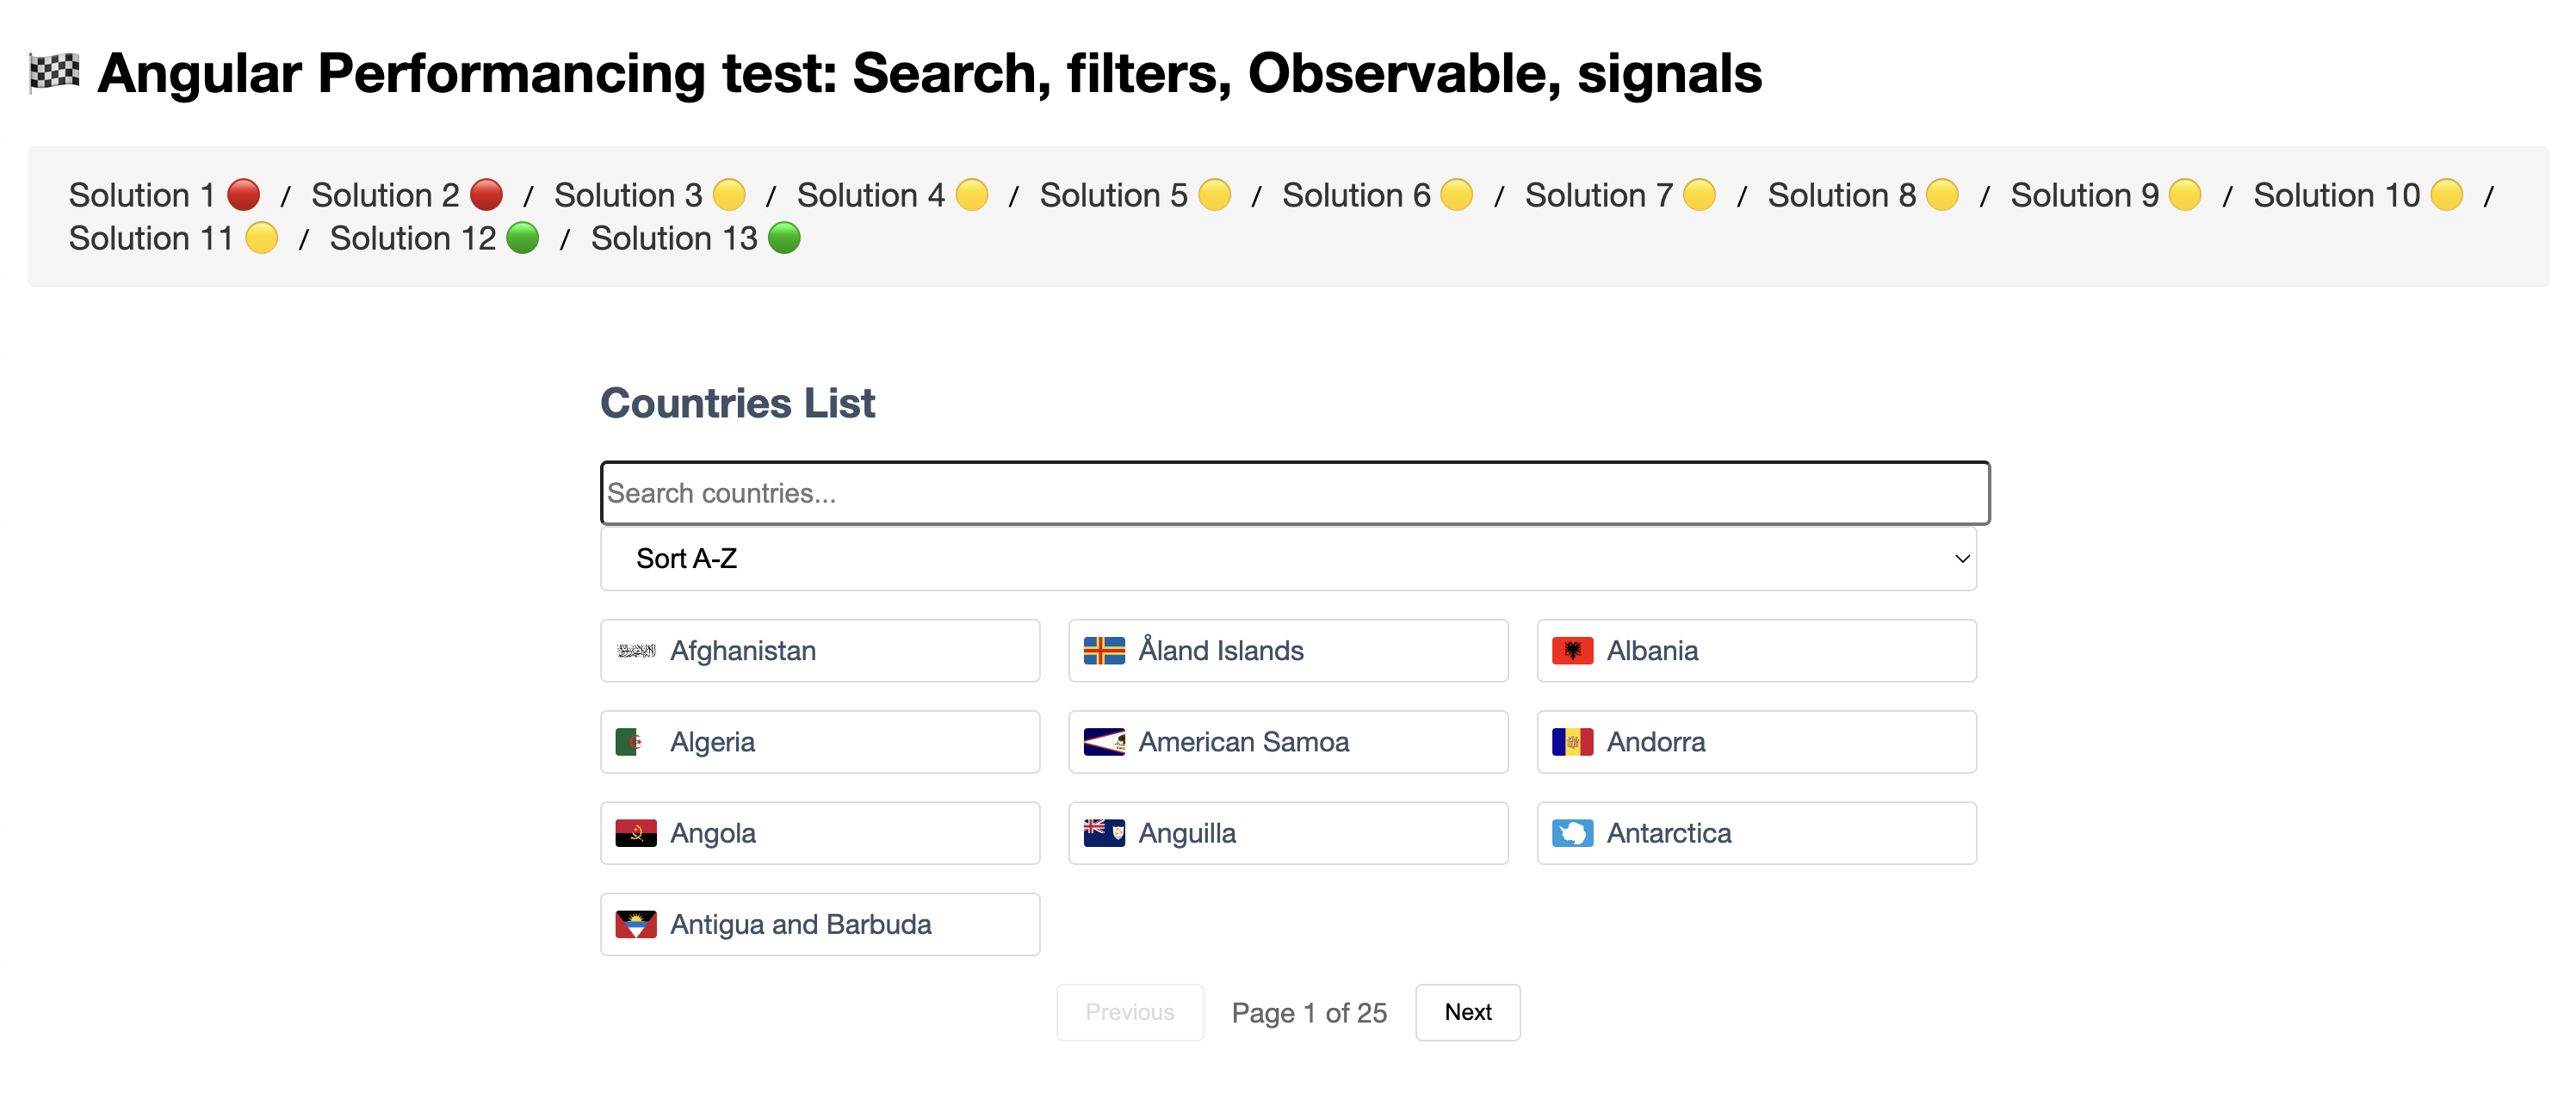 Angular Performancing test: Search, filters, Observable, signals
Solution 1 / Solution 2 / Solution 3 / Solution 4 / Solution 5 / Solution 6 / Solution 7 / Solution 8 / Solution 9 / Solution 10 /
Solution 11 / Solution 12 / Solution 13
Countries List
Search countries...
Sort A-Z
Afghanistan Åland Islands Albania
Algeria American Samoa Andorra
Angola Anguilla Antarctica
Antigua and Barbuda
Previous Page 1 of 25 Next